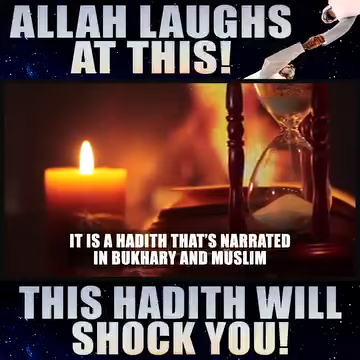 ALLAH LAUGHS
AT THIS!
IT IS A HADITH THAT'S NARRATED
IN BUKHARY AND MUSLIM
THIS HADITH WILL
SHOCK YOU!